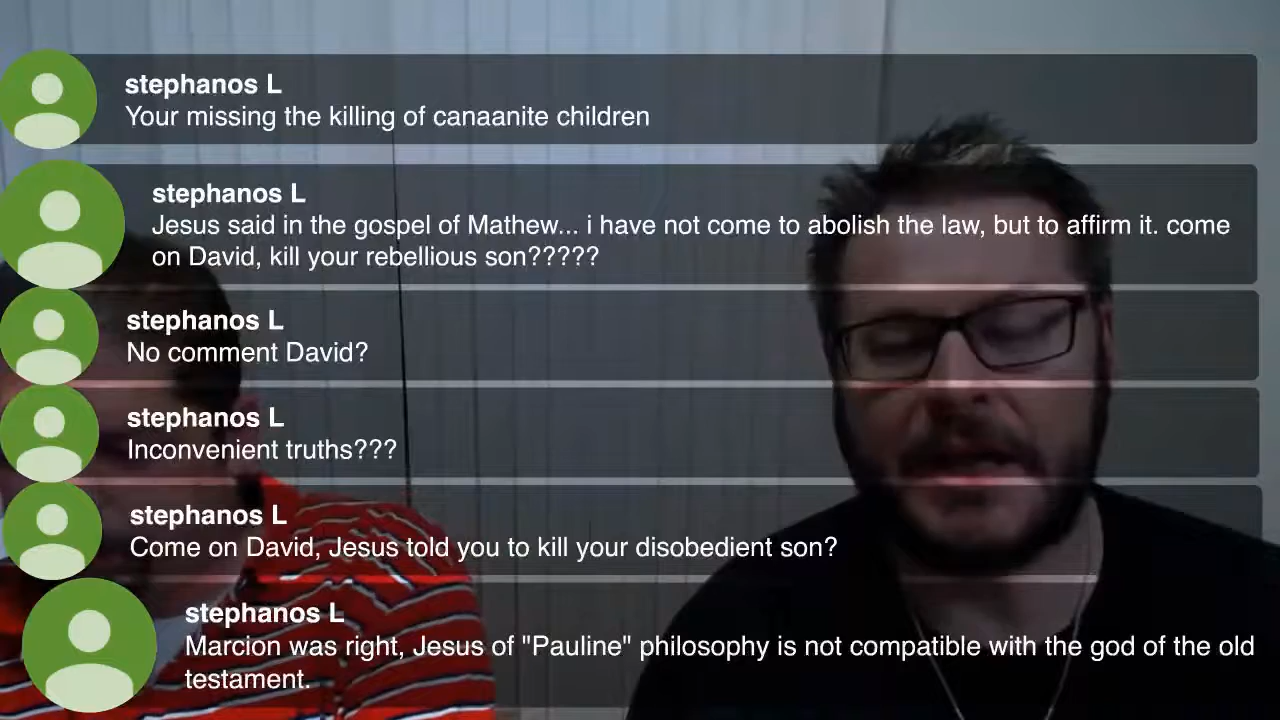 stephanos L
Your missing the killing of canaanite children
stephanos L
Jesus said in the gospel of Mathew... i have not come to abolish the law, but to affirm it. come
on David, kill your rebellious son?????
stephanos L
No comment David?
stephanos L
Inconvenient truths???
stephanos L
Come on David, Jesus told you to kill your disobedient son?
stephanos L
Marcion was right, Jesus of "Pauline" philosophy is not compatible with the god of the old
testament.